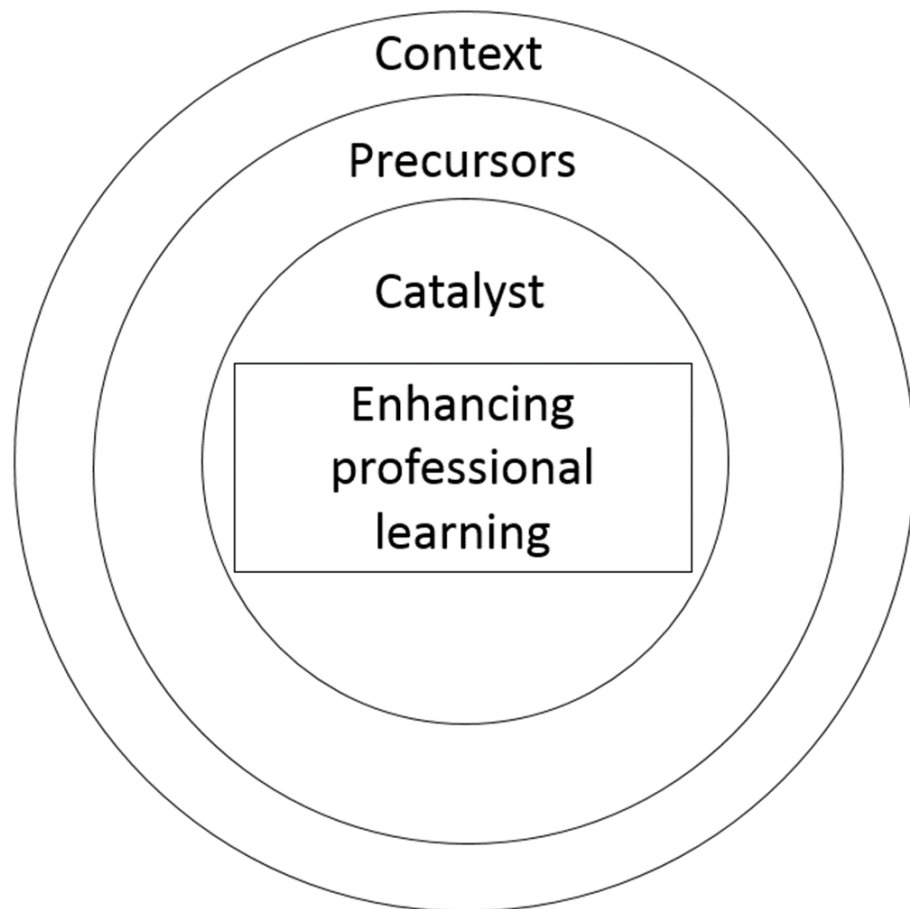 Context
Precursors
Catalyst
Enhancing
professional
learning